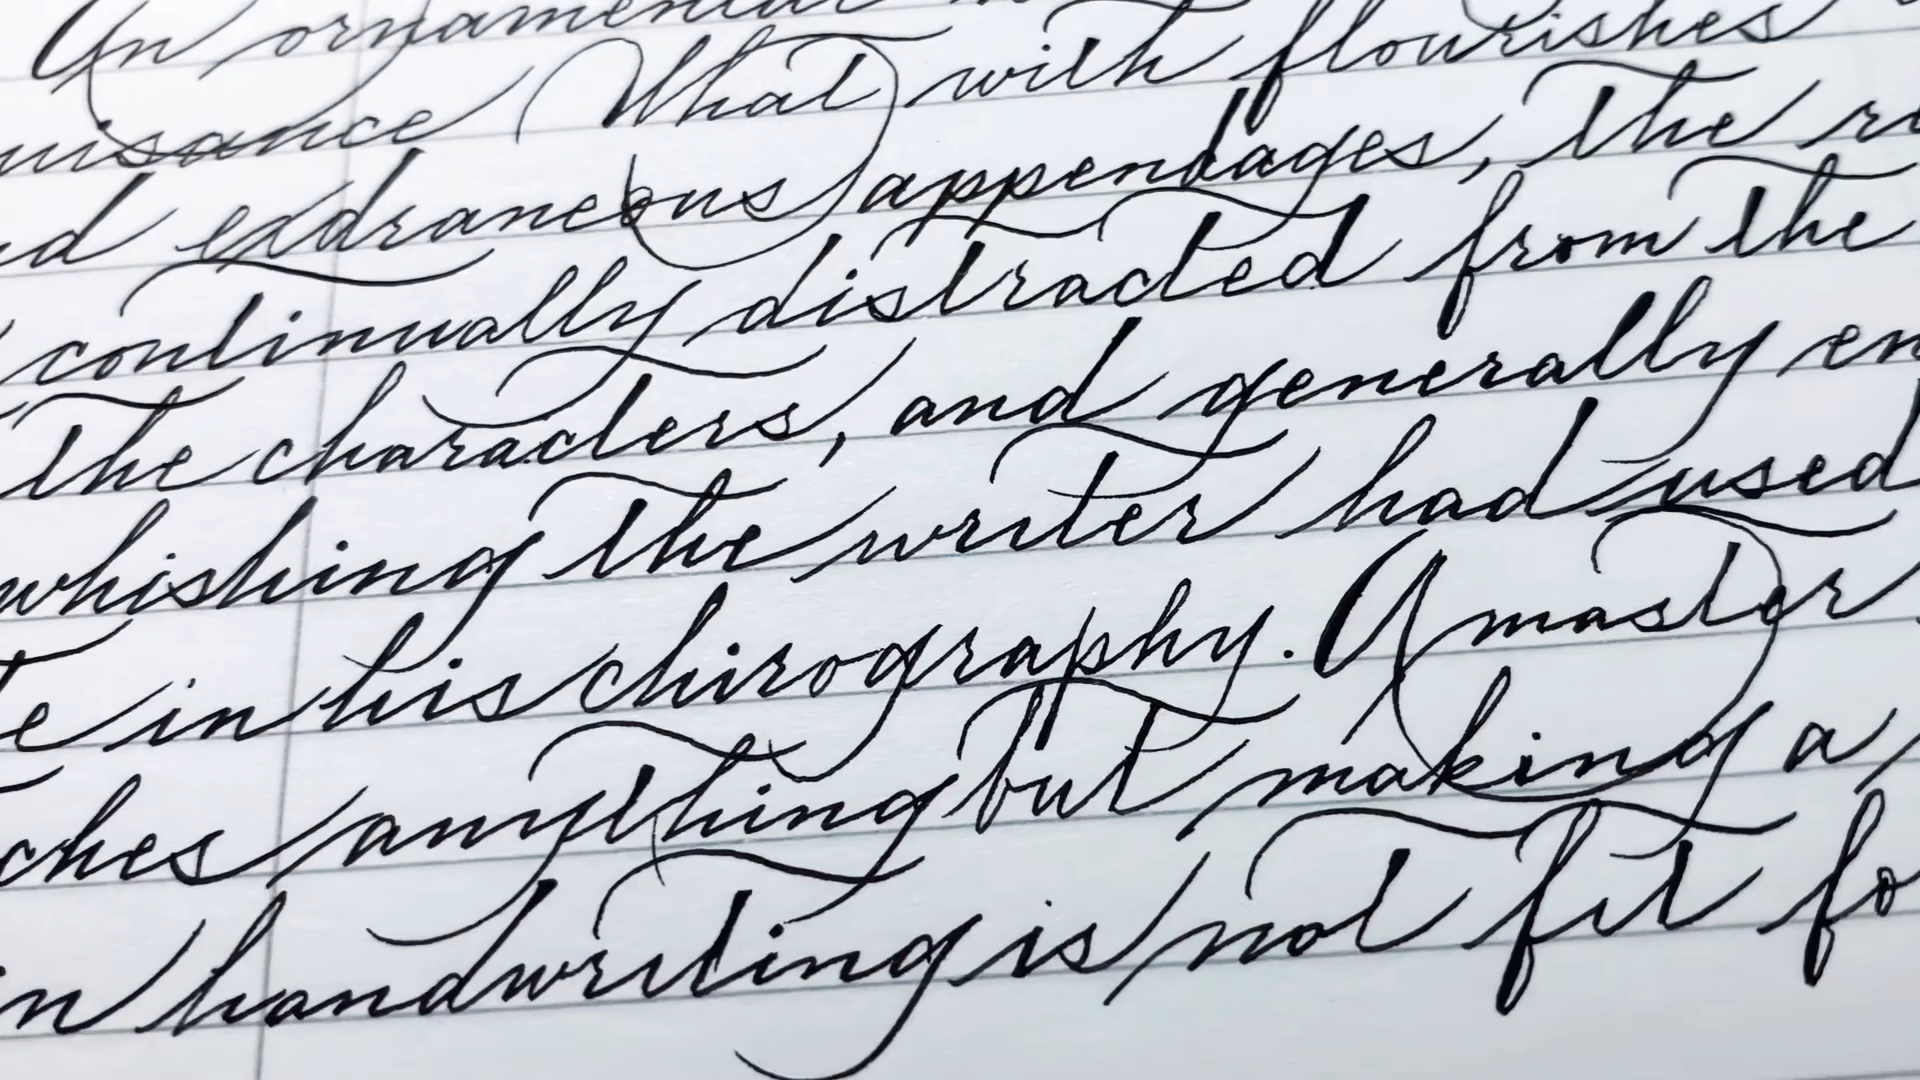 An ornamental
nuisance What with flourishes
d extraneous appendages, the
continually distracted from the
the characters, and generally en
whishing the writer had used
e in his chirography. A master
ches anything but making a
in handwriting is not fit fo